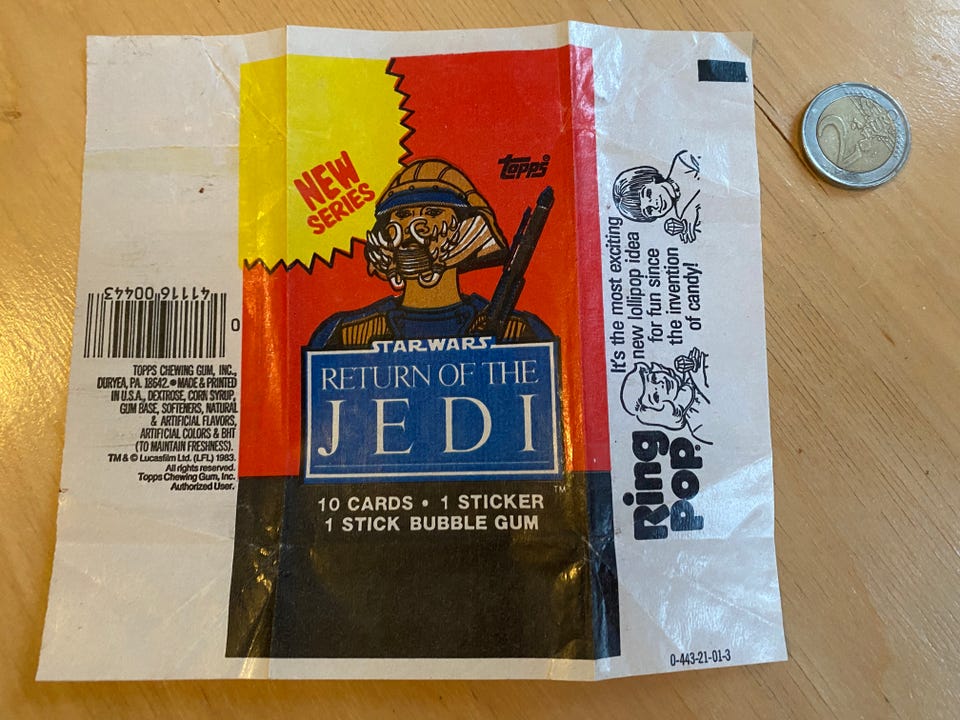 NEW
SERIES
topps
STAR WARS
RETURN OF THE
JEDI
TM
10 CARDS • 1 STICKER
1 STICK BUBBLE GUM
41116 00443
0
TOPPS CHEWING GUM, INC.,
DURYEA, PA. 18642. ● MADE & PRINTED
IN U.S.A., DEXTROSE, CORN SYRUP,
GUM BASE, SOFTENERS, NATURAL
& ARTIFICIAL FLAVORS,
ARTIFICIAL COLORS & BHT
(TO MAINTAIN FRESHNESS).
TM & © Lucasfilm Ltd. (LFL) 1983.
All rights reserved.
Topps Chewing Gum, Inc.
Authorized User.
It's the most exciting
new lollipop idea
for fun since
the invention
of candy!
Ring
Pop
0-443-21-01-3
2